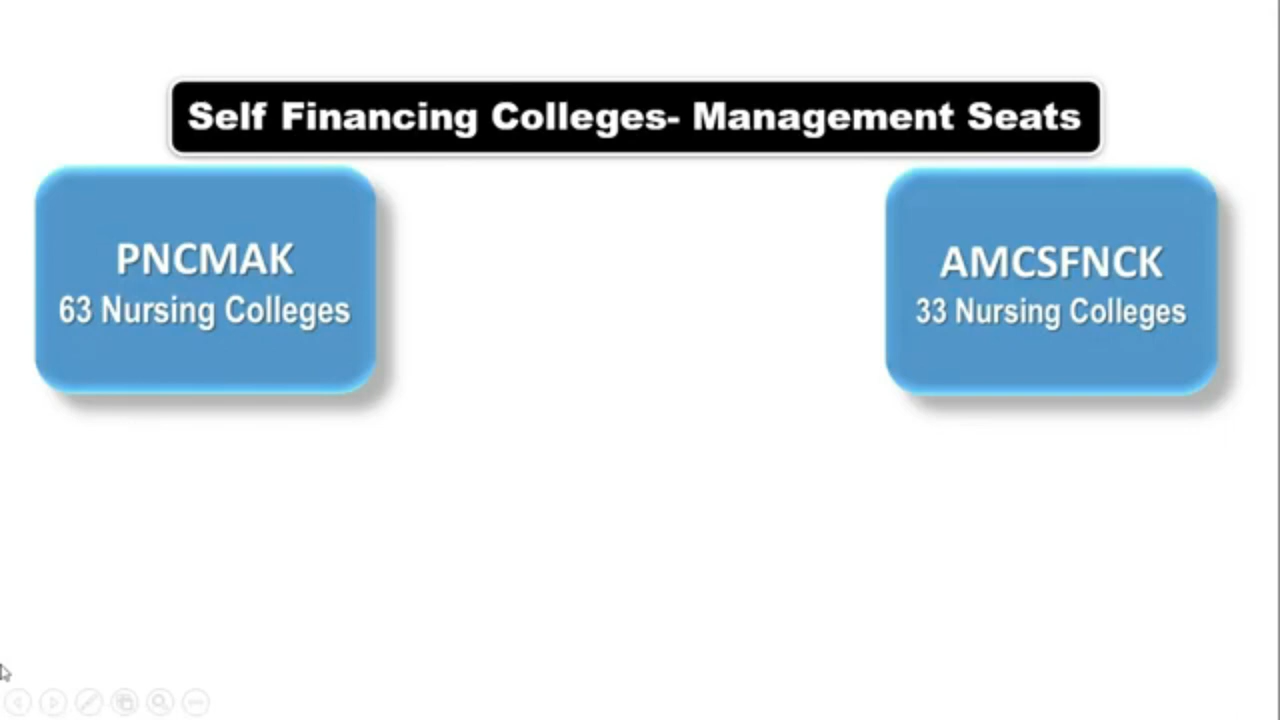 Self Financing Colleges- Management Seats
PNCMAK
63 Nursing Colleges
AMCSFNCK
33 Nursing Colleges